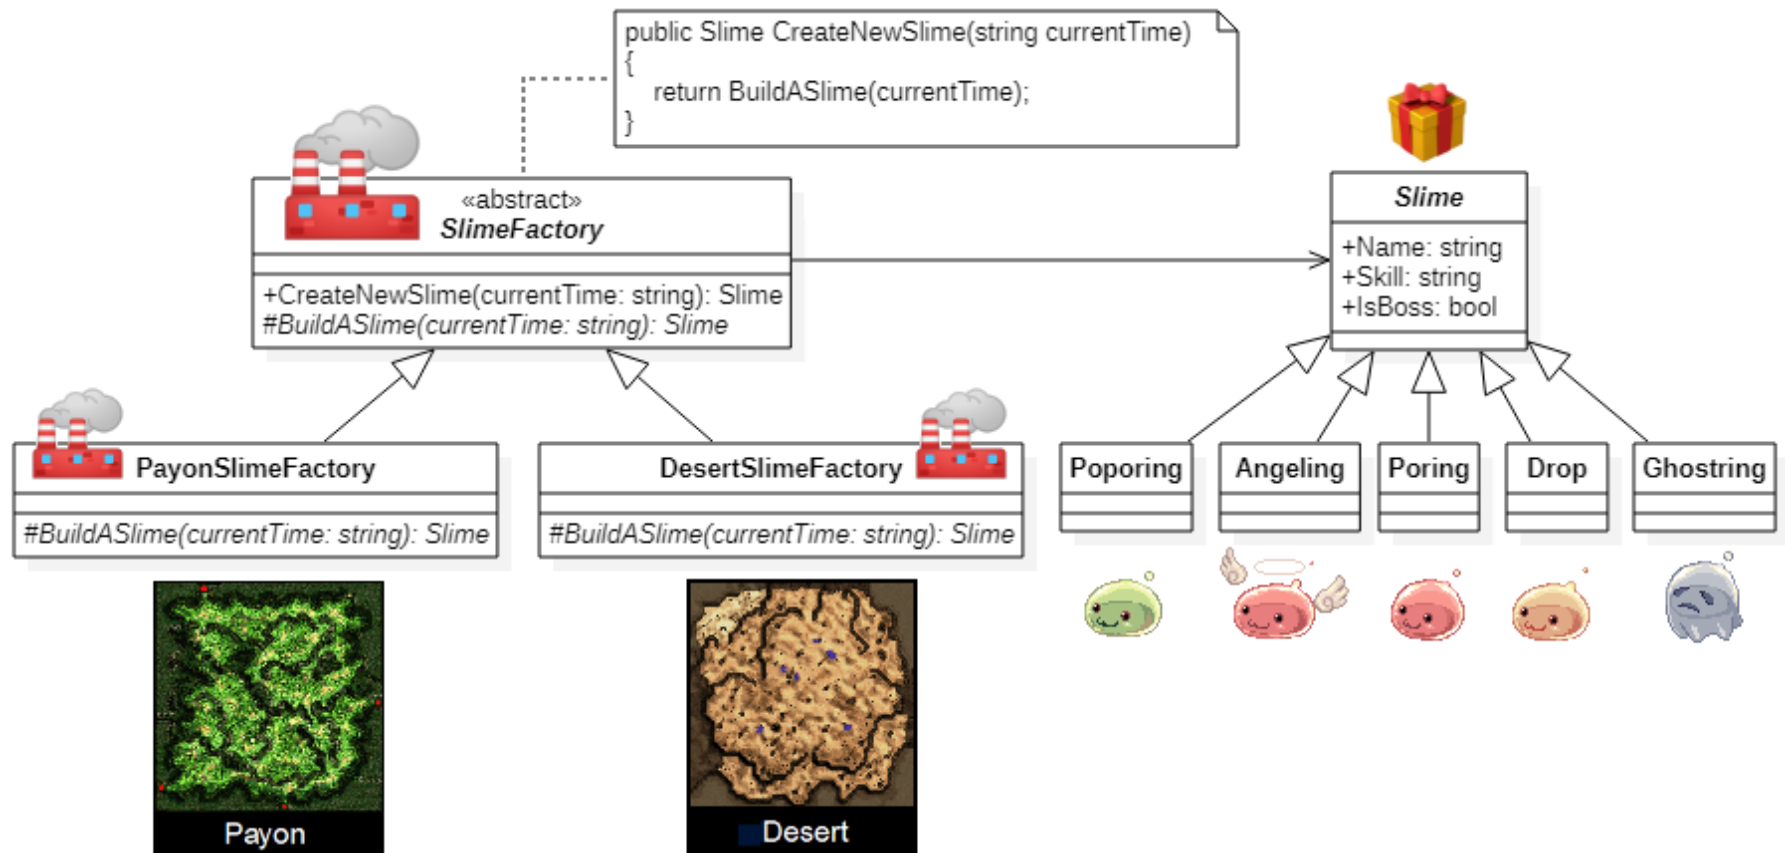 public Slime CreateNewSlime(string currentTime)
{
return BuildASlime(currentTime);
}
«abstract»
SlimeFactory
+CreateNewSlime(currentTime: string): Slime
#BuildASlime(currentTime: string): Slime
Slime
+Name: string
+Skill: string
+IsBoss: bool
PayonSlimeFactory
#BuildASlime(currentTime: string): Slime
DesertSlimeFactory
#BuildASlime(currentTime: string): Slime
Poporing
Angeling
Poring
Drop
Ghostring
Payon
Desert